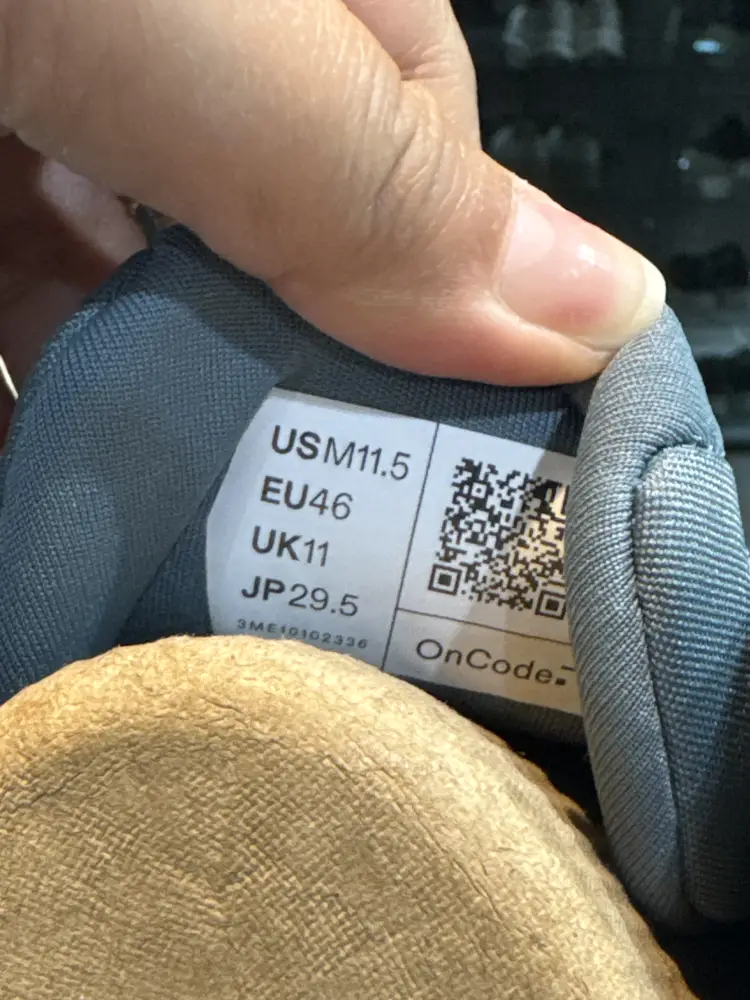 USM11.5
EU46
UK11
JP29.5
3ME10102336
OnCode